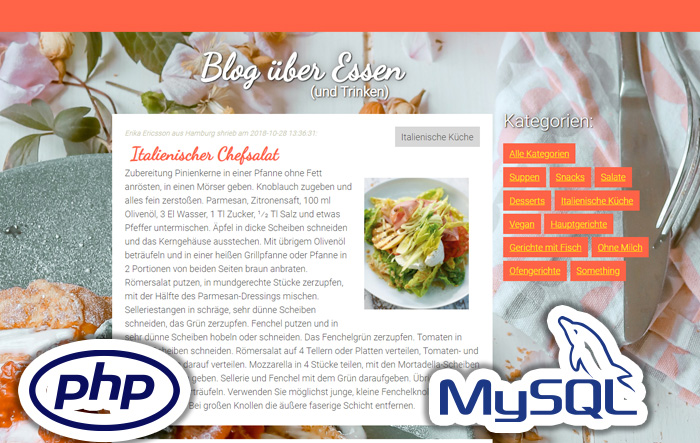 Blog über Essen
(und Trinken)
Erika Ericsson aus Hamburg shrieb am 2018-10-28 13:36:31:
Italienische Küche
Italienischer Chefsalat
Zubereitung Pinienkerne in einer Pfanne ohne Fett
anrösten, in einen Mörser geben. Knoblauch zugeben und
alles fein zerstoßen. Parmesan, Zitronensaft, 100 ml
Olivenöl, 3 El Wasser, 1 Tl Zucker, 1/3 Tl Salz und etwas
Pfeffer untermischen. Äpfel in dicke Scheiben schneiden
und das Kerngehäuse ausstechen. Mit übrigem Olivenöl
beträufeln und in einer heißen Grillpfanne oder Pfanne in
2 Portionen von beiden Seiten braun anbraten.
Römersalat putzen, in mundgerechte Stücke zerzupfen,
mit der Hälfte des Parmesan-Dressings mischen.
Selleriestangen in schräge, sehr dünne Scheiben
schneiden, das Grün zerzupfen. Fenchel putzen und in
sehr dünne Scheiben hobeln oder schneiden. Das Fenchelgrün zerzupfen. Tomaten in
Scheiben schneiden. Römersalat auf 4 Tellern oder Platten verteilen, Tomaten- und
darauf verteilen. Mozzarella in 4 Stücke teilen, mit den Mortadella-Scheiben
geben. Sellerie und Fenchel mit dem Grün daraufgeben.
träufeln. Verwenden Sie möglichst junge, kleine
Bei großen Knollen die äußere faserige Schicht entfernen.
Kategorien:
Alle Kategorien
Suppen Snacks Salate
Desserts Italienische Küche
Vegan Hauptgerichte
Gerichte mit Fisch Ohne Milch
Ofengerichte Something
php
MySQL